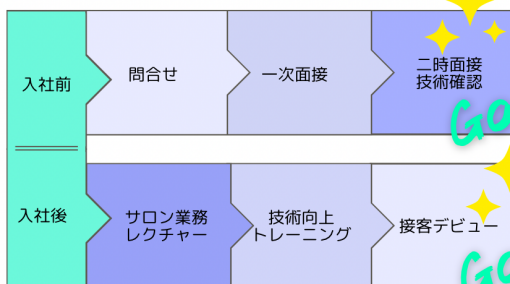 入社前
問合せ
一次面接
二時面接
技術確認
Go
入社後
サロン業務
レクチャー
技術向上
トレーニング
接客デビュー
Go